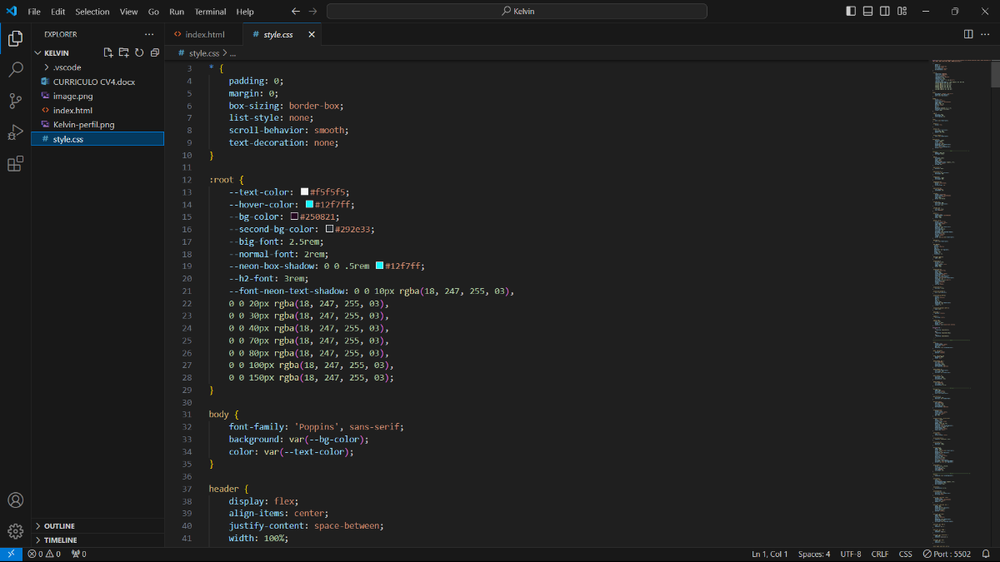 File Edit Selection View Go Run Terminal Help
Kelvin
EXPLORER
KELVIN
.vscode
CURRICULO CV4.docx
image.png
index.html
Kelvin-perfil.png
style.css
OUTLINE
TIMELINE
index.html
style.css
style.css > ...
3 * {
4 padding: 0;
5 margin: 0;
6 box-sizing: border-box;
7 list-style: none;
8 scroll-behavior: smooth;
9 text-decoration: none;
10 }
11
12 :root {
13 --text-color: #f5f5f5;
14 --hover-color: #12f7ff;
15 --bg-color: #250821;
16 --second-bg-color: #292e33;
17 --big-font: 2.5rem;
18 --normal-font: 2rem;
19 --neon-box-shadow: 0 0 .5rem #12f7ff;
20 --h2-font: 3rem;
21 --font-neon-text-shadow: 0 0 10px rgba(18, 247, 255, 03),
22 0 0 20px rgba(18, 247, 255, 03),
23 0 0 30px rgba(18, 247, 255, 03),
24 0 0 40px rgba(18, 247, 255, 03),
25 0 0 70px rgba(18, 247, 255, 03),
26 0 0 80px rgba(18, 247, 255, 03),
27 0 0 100px rgba(18, 247, 255, 03),
28 0 0 150px rgba(18, 247, 255, 03);
29 }
30
31 body {
32 font-family: 'Poppins', sans-serif;
33 background: var(--bg-color);
34 color: var(--text-color);
35 }
36
37 header {
38 display: flex;
39 align-items: center;
40 justify-content: space-between;
41 width: 100%;
0 0 0 Ln 1, Col 1 Spaces: 4 UTF-8 CRLF CSS Port : 5502